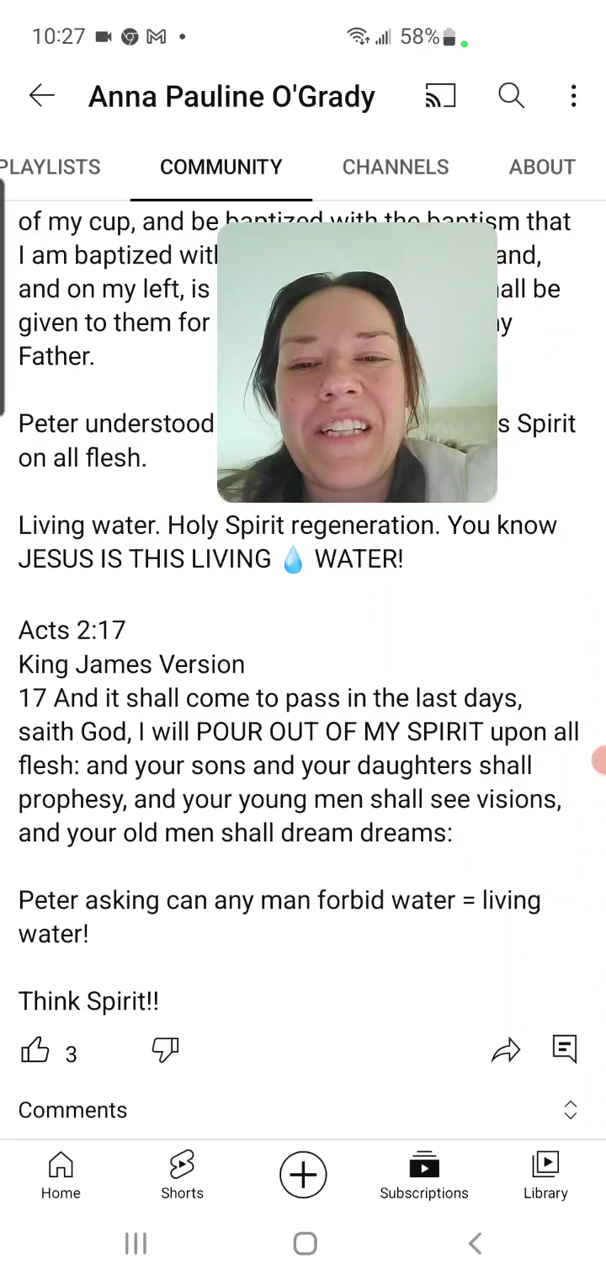 10:27 58%
Anna Pauline O'Grady
PLAYLISTS COMMUNITY CHANNELS ABOUT
of my cup, and be baptized with the baptism that
I am baptized with and,
and on my left, is shall be
given to them for my
Father.
Peter understood s Spirit
on all flesh.
Living water. Holy Spirit regeneration. You know
JESUS IS THIS LIVING 💧 WATER!
Acts 2:17
King James Version
17 And it shall come to pass in the last days,
saith God, I will POUR OUT OF MY SPIRIT upon all
flesh: and your sons and your daughters shall
prophesy, and your young men shall see visions,
and your old men shall dream dreams:
Peter asking can any man forbid water = living
water!
Think Spirit!!
3
Comments
Home Shorts Subscriptions Library